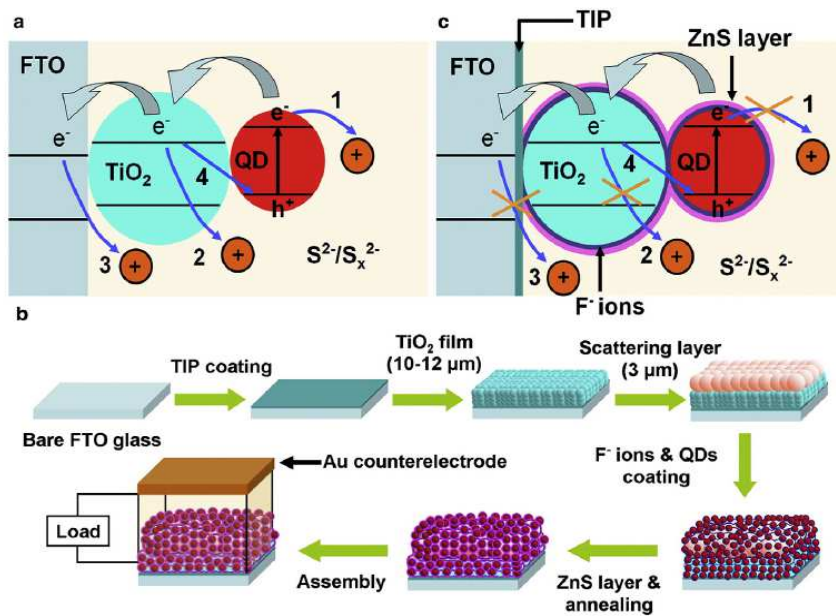 a
FTO
e⁻
e⁻
e⁻
1
+
TiO₂
4
QD
h⁺
3
+
2
+
S²⁻/Sₓ²⁻
c
TIP
ZnS layer
FTO
e⁻
e⁻
e⁻
1
+
TiO₂
4
QD
h⁺
3
+
2
+
S²⁻/Sₓ²⁻
F⁻ ions
b
Bare FTO glass
TIP coating
TiO₂ film
(10-12 μm)
Scattering layer
(3 μm)
F⁻ ions & QDs
coating
ZnS layer &
annealing
Assembly
Au counterelectrode
Load